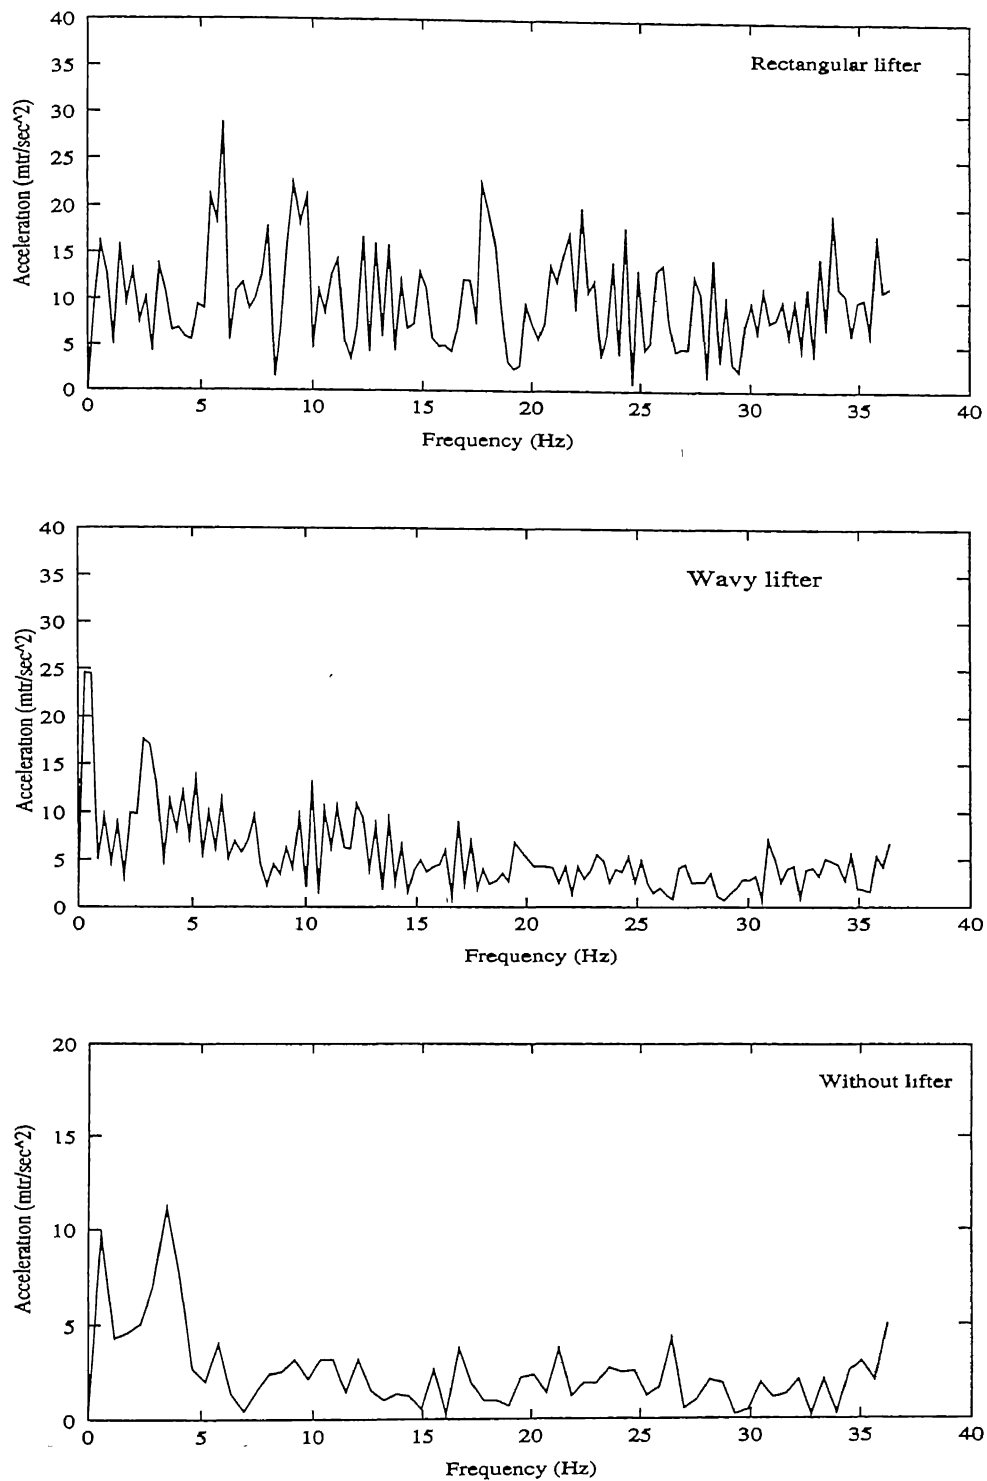 40
35
30
25
20
15
10
5
0
Acceleration (mtr/sec^2)
Rectangular lifter
0 5 10 15 20 25 30 35 40
Frequency (Hz)
40
35
30
25
20
15
10
5
0
Acceleration (mtr/sec^2)
Wavy lifter
0 5 10 15 20 25 30 35 40
Frequency (Hz)
20
15
10
5
0
Acceleration (mtr/sec^2)
Without lifter
0 5 10 15 20 25 30 35 40
Frequency (Hz)